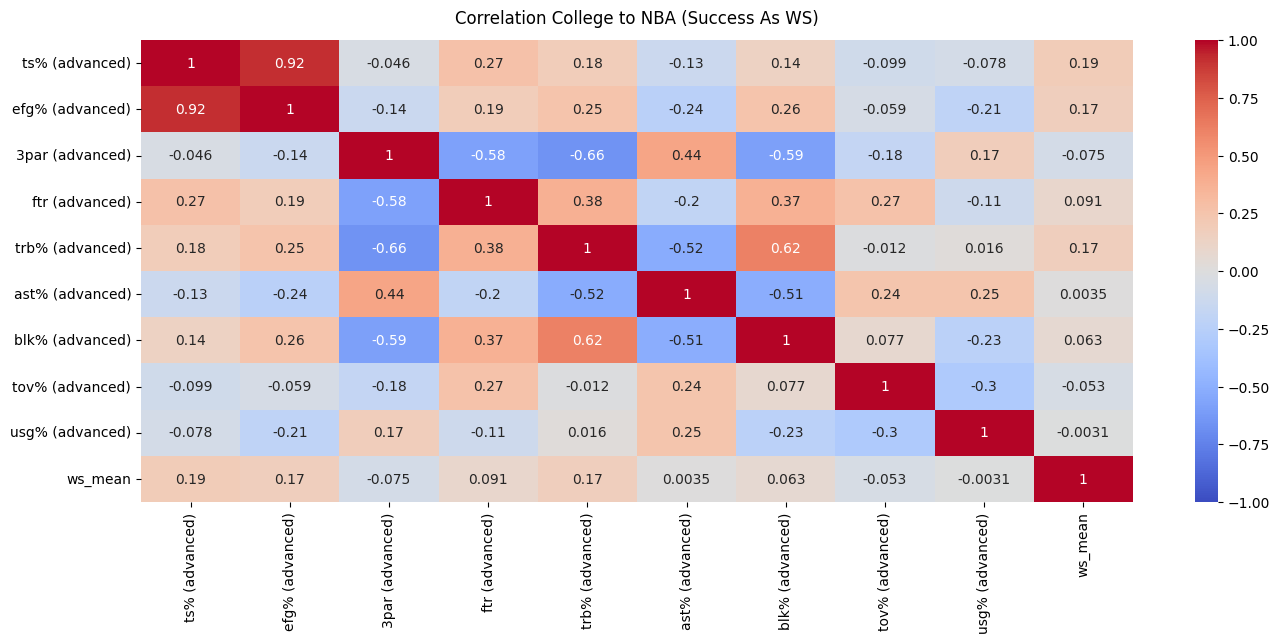 Correlation College to NBA (Success As WS)
ts% (advanced) 1 0.92 -0.046 0.27 0.18 -0.13 0.14 -0.099 -0.078 0.19
efg% (advanced) 0.92 1 -0.14 0.19 0.25 -0.24 0.26 -0.059 -0.21 0.17
3par (advanced) -0.046 -0.14 1 -0.58 -0.66 0.44 -0.59 -0.18 0.17 -0.075
ftr (advanced) 0.27 0.19 -0.58 1 0.38 -0.2 0.37 0.27 -0.11 0.091
trb% (advanced) 0.18 0.25 -0.66 0.38 1 -0.52 0.62 -0.012 0.016 0.17
ast% (advanced) -0.13 -0.24 0.44 -0.2 -0.52 1 -0.51 0.24 0.25 0.0035
blk% (advanced) 0.14 0.26 -0.59 0.37 0.62 -0.51 1 0.077 -0.23 0.063
tov% (advanced) -0.099 -0.059 -0.18 0.27 -0.012 0.24 0.077 1 -0.3 -0.053
usg% (advanced) -0.078 -0.21 0.17 -0.11 0.016 0.25 -0.23 -0.3 1 -0.0031
ws_mean 0.19 0.17 -0.075 0.091 0.17 0.0035 0.063 -0.053 -0.0031 1
ts% (advanced)
efg% (advanced)
3par (advanced)
ftr (advanced)
trb% (advanced)
ast% (advanced)
blk% (advanced)
tov% (advanced)
usg% (advanced)
ws_mean
1.00
0.75
0.50
0.25
0.00
−0.25
−0.50
−0.75
−1.00